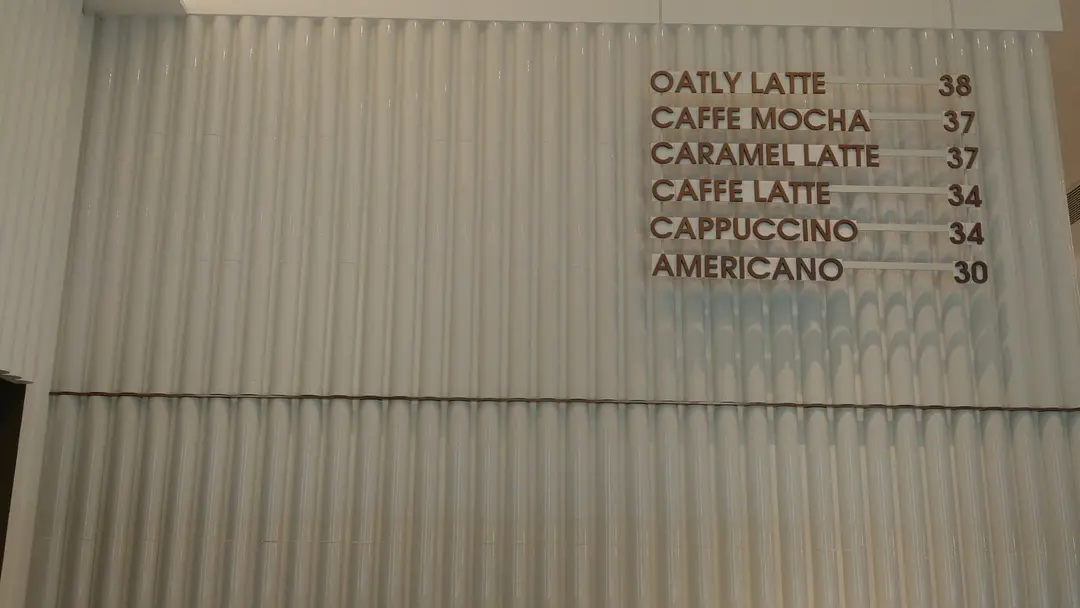 OATLY LATTE 38
CAFFE MOCHA 37
CARAMEL LATTE 37
CAFFE LATTE 34
CAPPUCCINO 34
AMERICANO 30